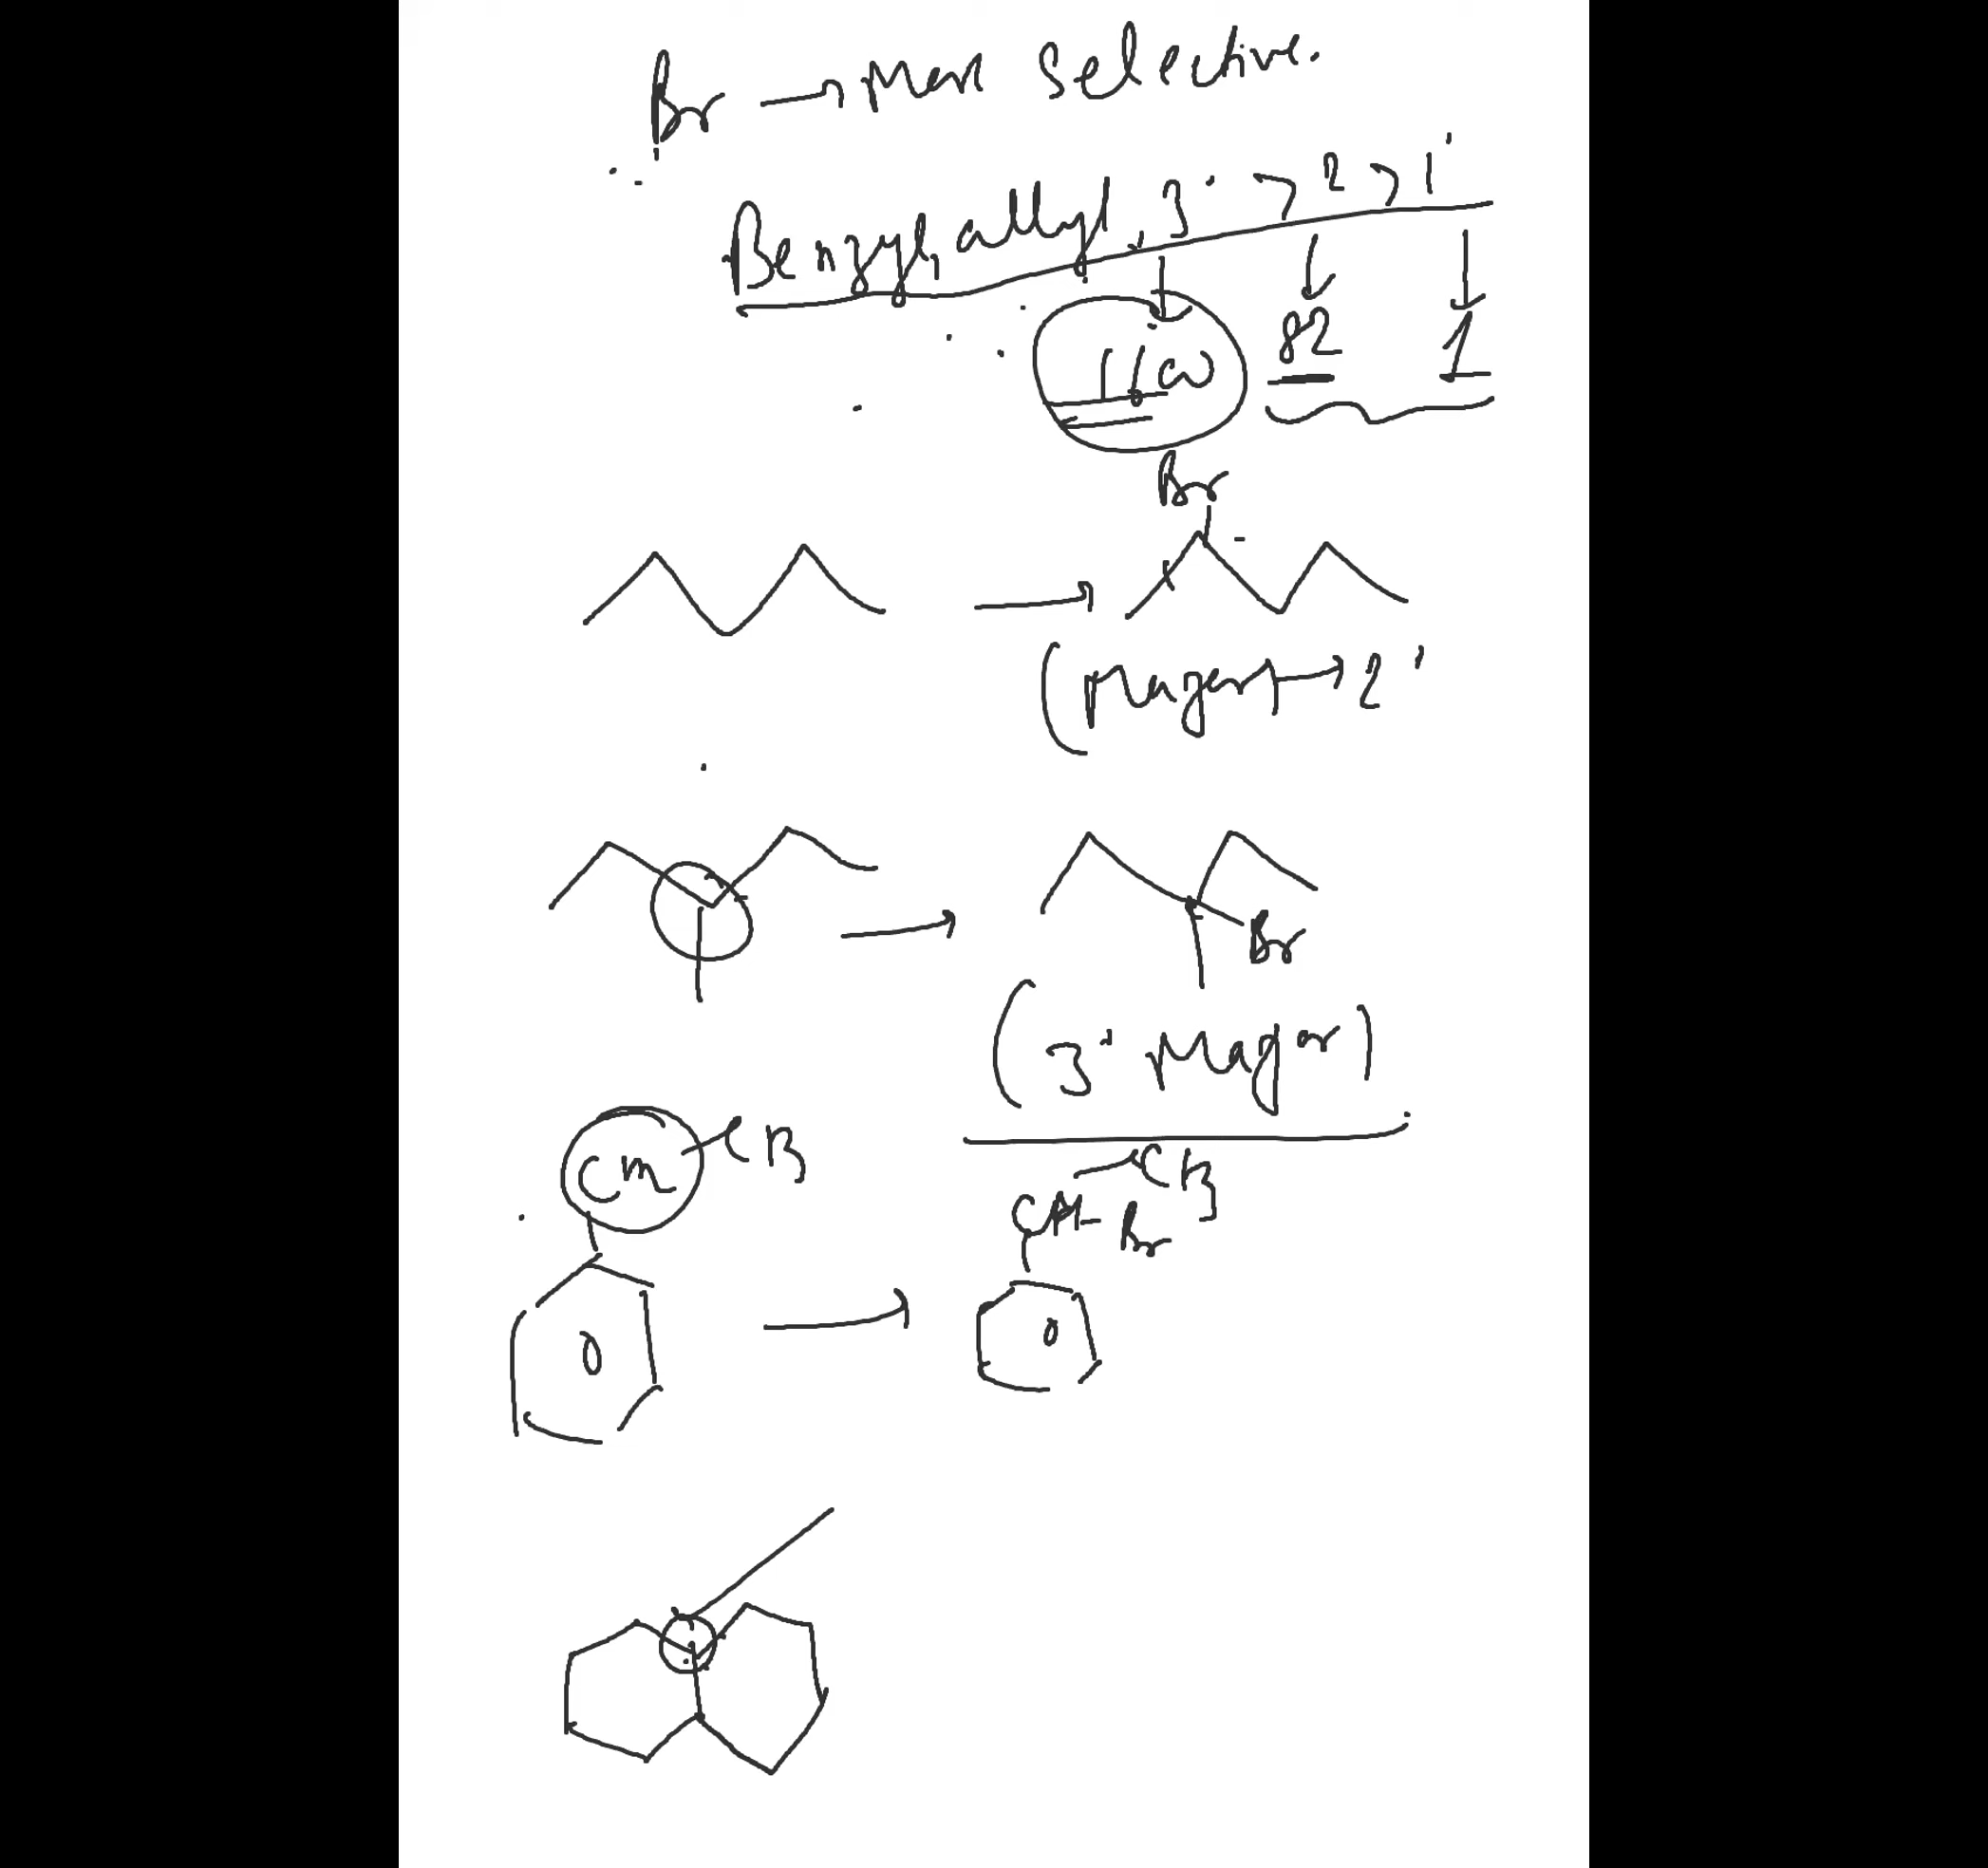 Br → More selective.
Benzyl, allyl, 3° > 2 > 1°
82 1
Br
(Major) → 2°
Br
(3° Major)
CH CH3
CH3
CH - Br